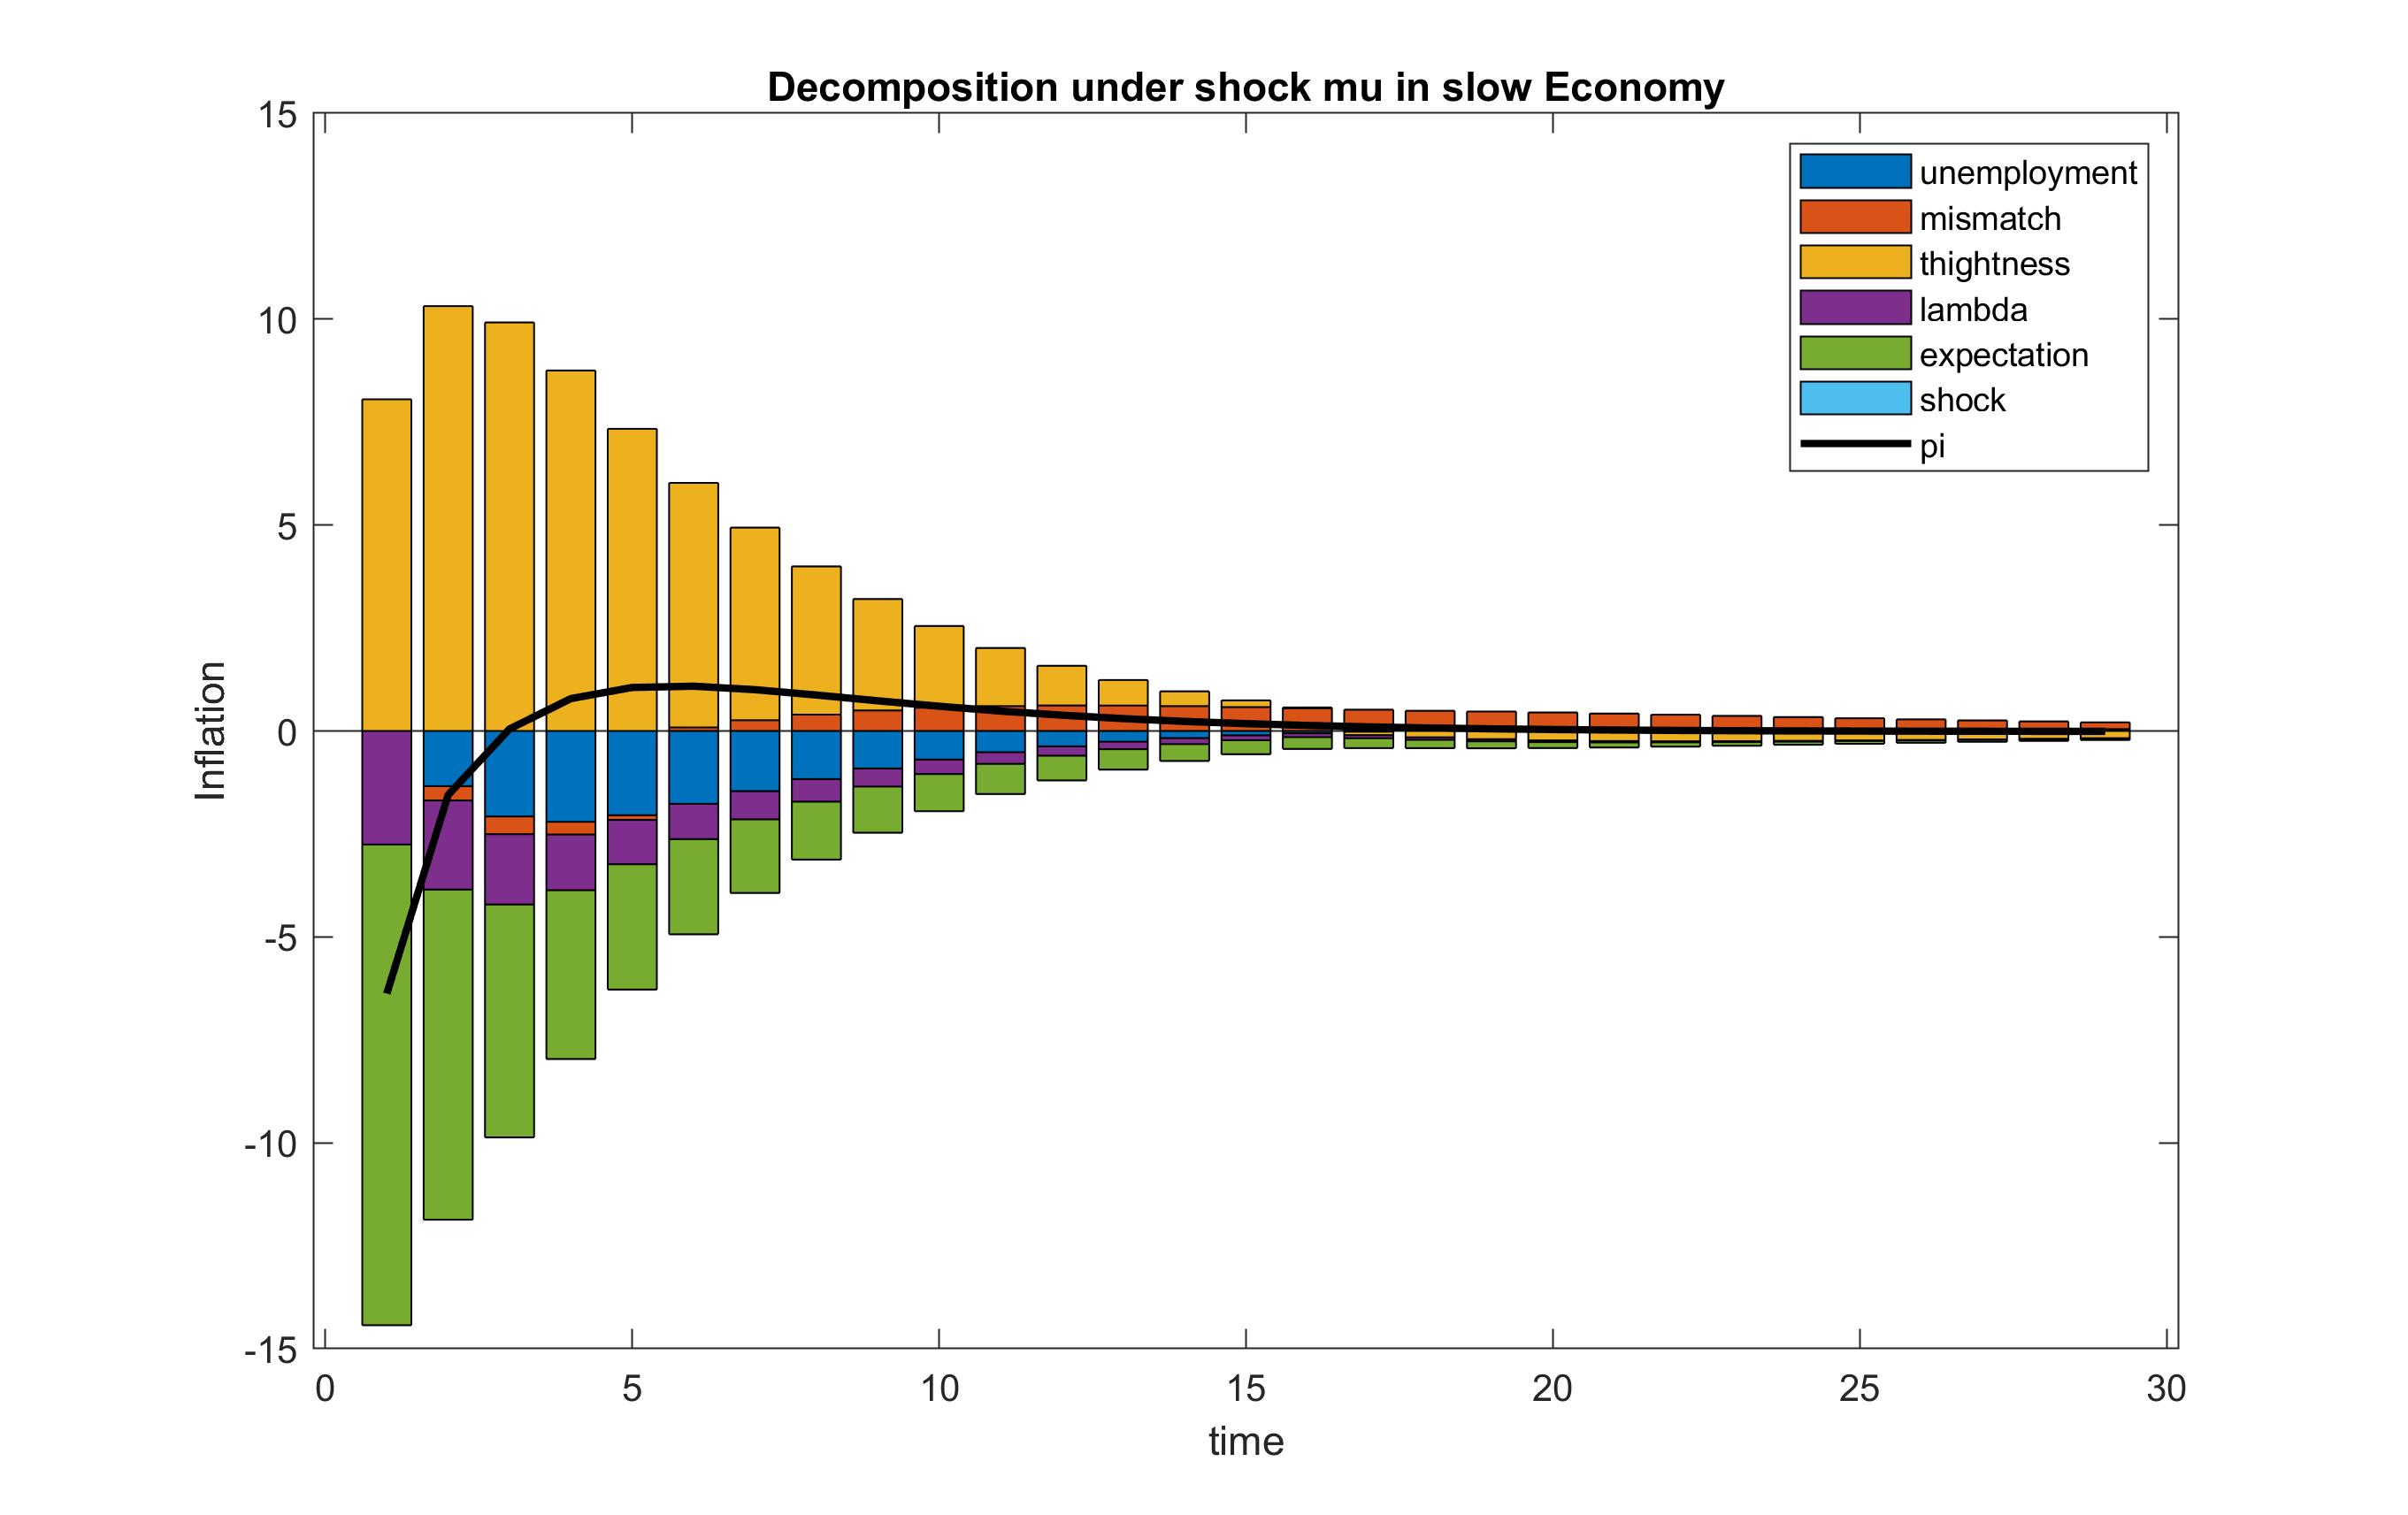 Decomposition under shock mu in slow Economy
15
10
5
0
-5
-10
-15
Inflation
unemployment
mismatch
thightness
lambda
expectation
shock
pi
0 5 10 15 20 25 30
time